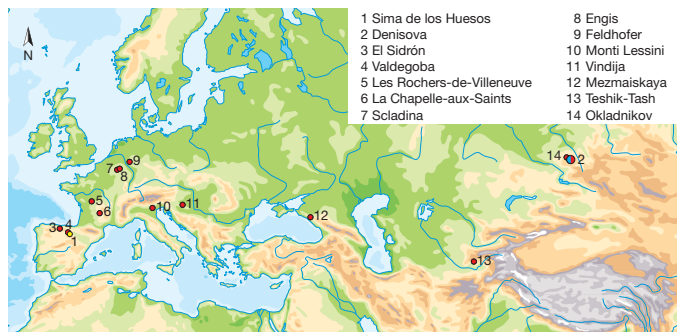 N
1 Sima de los Huesos
2 Denisova
3 El Sidrón
4 Valdegoba
5 Les Rochers-de-Villeneuve
6 La Chapelle-aux-Saints
7 Scladina
8 Engis
9 Feldhofer
10 Monti Lessini
11 Vindija
12 Mezmaiskaya
13 Teshik-Tash
14 Okladnikov
14 2
9
7
8
5
6
10
11
12
3 4
1
13